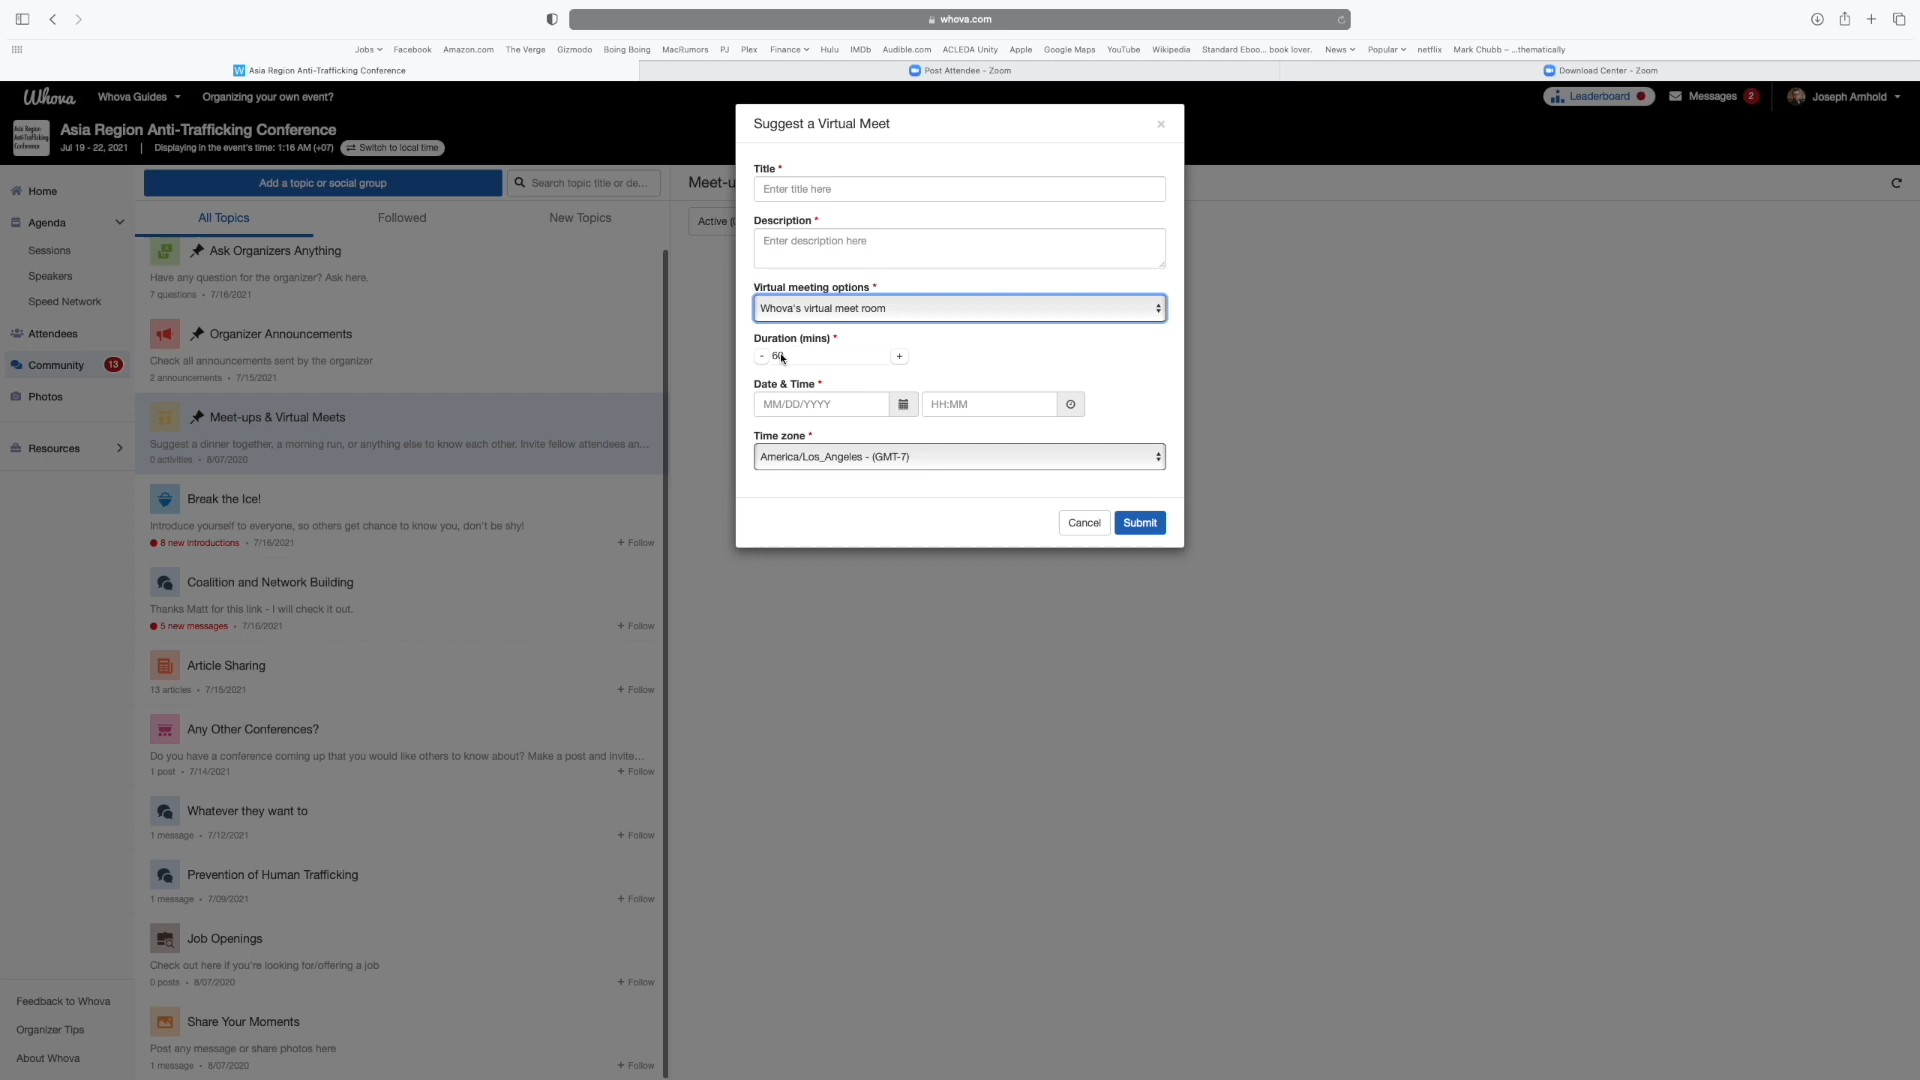 whova.com
Jobs Facebook Amazon.com The Verge Gizmodo Boing Boing MacRumors PJ Plex Finance Hulu IMDb Audible.com ACLEDA Unity Apple Google Maps YouTube Wikipedia Standard Eboo... book lover. News Popular netflix Mark Chubb – ...thematically
W Asia Region Anti-Trafficking Conference
Post Attendee - Zoom
Download Center - Zoom
Whova
Whova Guides
Organizing your own event?
Leaderboard
Messages 2
Joseph Arnhold
Asia Region Anti-Trafficking Conference
Asia Region Anti-Trafficking Conference
Jul 19 - 22, 2021 | Displaying in the event's time: 1:16 AM (+07)
Switch to local time
Home
Agenda
Sessions
Speakers
Speed Network
Attendees
Community 13
Photos
Resources
Feedback to Whova
Organizer Tips
About Whova
Add a topic or social group
Search topic title or de...
All Topics
Followed
New Topics
Ask Organizers Anything
Have any question for the organizer? Ask here.
7 questions • 7/16/2021
Organizer Announcements
Check all announcements sent by the organizer
2 announcements • 7/15/2021
Meet-ups & Virtual Meets
Suggest a dinner together, a morning run, or anything else to know each other. Invite fellow attendees an...
0 activities • 8/07/2020
Break the Ice!
Introduce yourself to everyone, so others get chance to know you, don't be shy!
8 new introductions • 7/16/2021
+ Follow
Coalition and Network Building
Thanks Matt for this link - I will check it out.
5 new messages • 7/16/2021
+ Follow
Article Sharing
13 articles • 7/15/2021
+ Follow
Any Other Conferences?
Do you have a conference coming up that you would like others to know about? Make a post and invite...
1 post • 7/14/2021
+ Follow
Whatever they want to
1 message • 7/12/2021
+ Follow
Prevention of Human Trafficking
1 message • 7/09/2021
+ Follow
Job Openings
Check out here if you're looking for/offering a job
0 posts • 8/07/2020
+ Follow
Share Your Moments
Post any message or share photos here
1 message • 8/07/2020
+ Follow
Meet-u
Active (
Suggest a Virtual Meet
×
Title *
Enter title here
Description *
Enter description here
Virtual meeting options *
Whova's virtual meet room
Duration (mins) *
- 60 +
Date & Time *
MM/DD/YYYY
HH:MM
Time zone *
America/Los_Angeles - (GMT-7)
Cancel
Submit